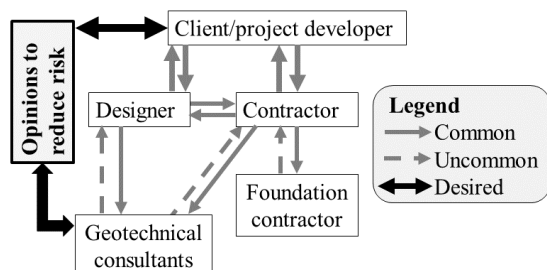 Client/project developer
Opinions to
reduce risk
Designer
Contractor
Legend
Common
Uncommon
Desired
Foundation
contractor
Geotechnical
consultants